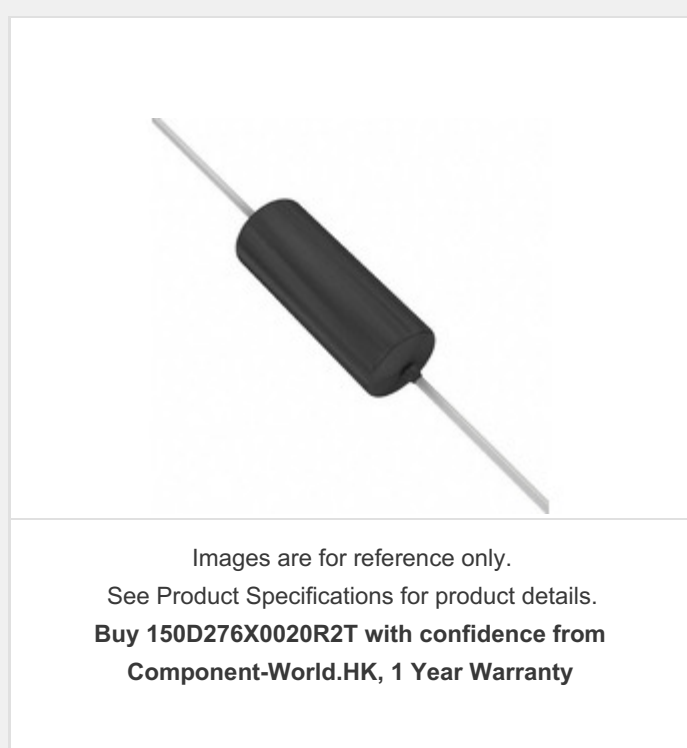 Images are for reference only.
See Product Specifications for product details.
Buy 150D276X0020R2T with confidence from
Component-World.HK, 1 Year Warranty